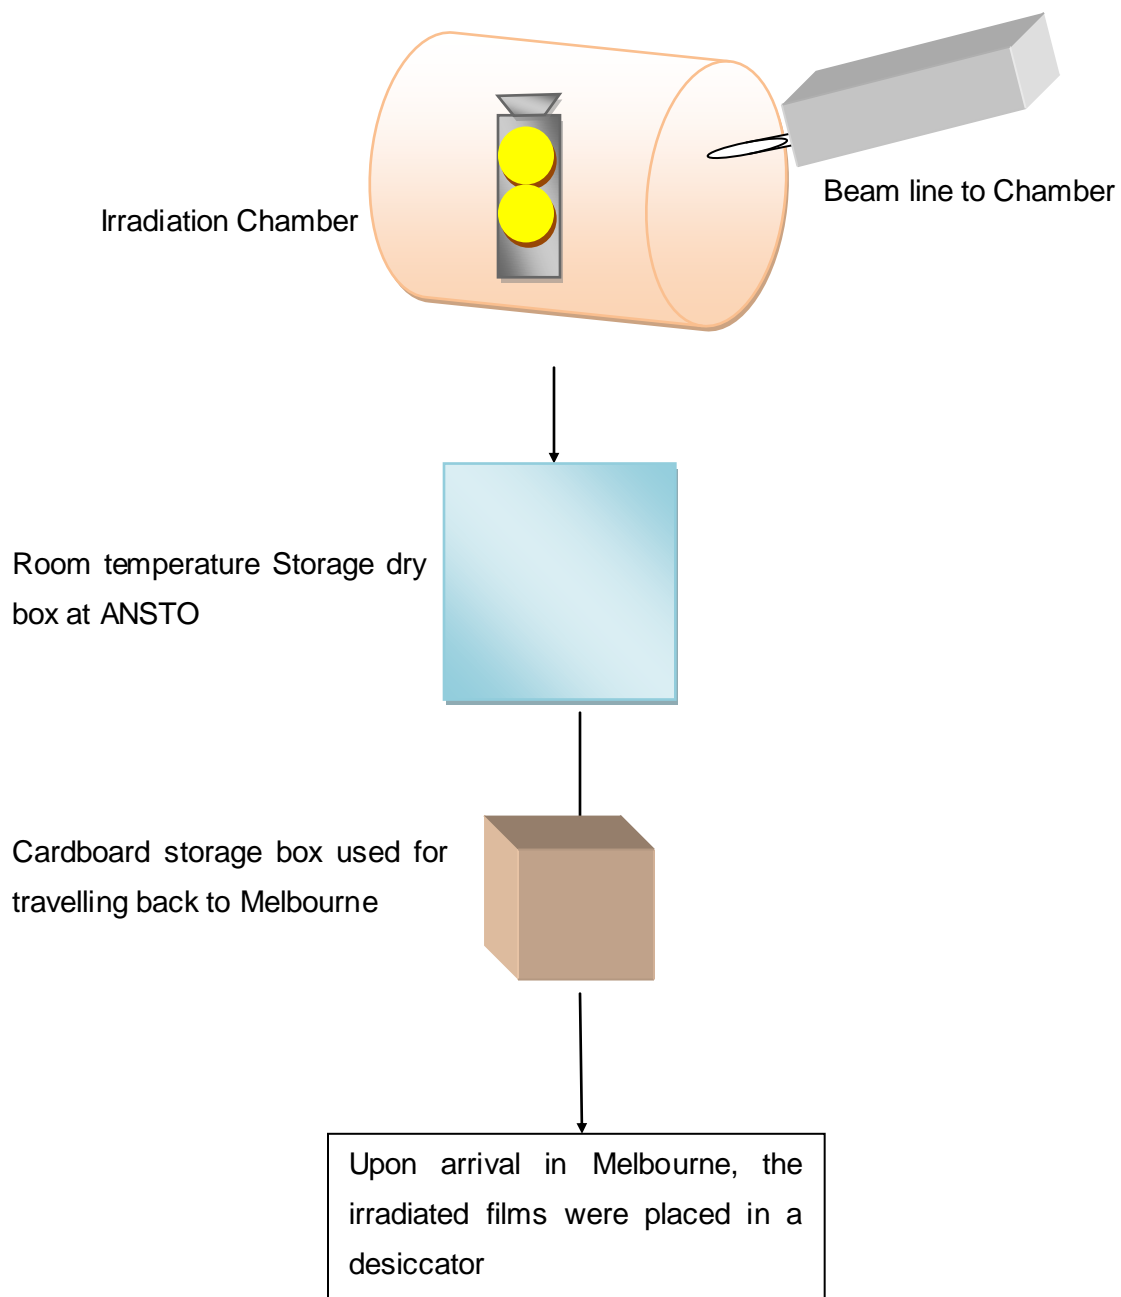 Irradiation Chamber
Beam line to Chamber
Room temperature Storage dry
box at ANSTO
Cardboard storage box used for
travelling back to Melbourne
Upon arrival in Melbourne, the
irradiated films were placed in a
desiccator